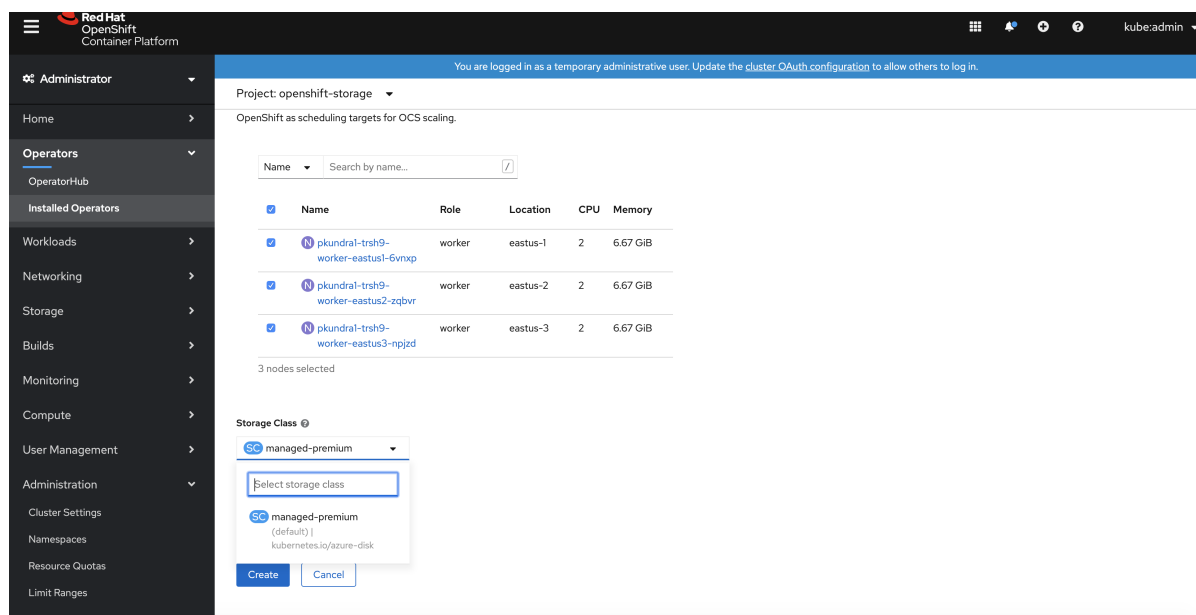 Red Hat
OpenShift
Container Platform
kube:admin
Administrator
You are logged in as a temporary administrative user. Update the cluster OAuth configuration to allow others to log in.
Project: openshift-storage
Home
OpenShift as scheduling targets for OCS scaling.
Operators
OperatorHub
Installed Operators
Workloads
Networking
Storage
Builds
Monitoring
Compute
User Management
Administration
Cluster Settings
Namespaces
Resource Quotas
Limit Ranges
Name Search by name... /
Name Role Location CPU Memory
N pkundra1-trsh9- worker eastus-1 2 6.67 GiB
worker-eastus1-6vnxp
N pkundra1-trsh9- worker eastus-2 2 6.67 GiB
worker-eastus2-zqbvr
N pkundra1-trsh9- worker eastus-3 2 6.67 GiB
worker-eastus3-npjzd
3 nodes selected
Storage Class
SC managed-premium
Select storage class
SC managed-premium
(default) |
kubernetes.io/azure-disk
Create Cancel